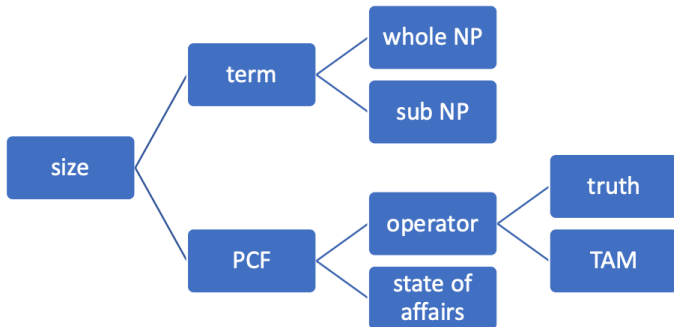 whole NP
term
sub NP
size
truth
operator
PCF
TAM
state of
affairs